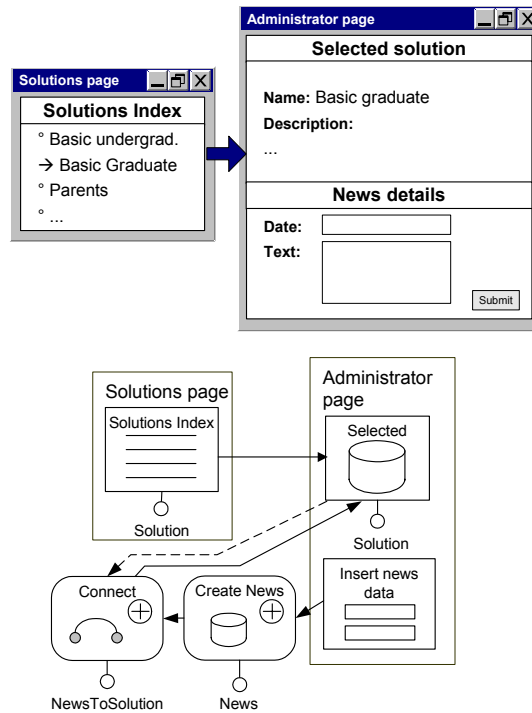 Solutions page
Solutions Index
° Basic undergrad.
→ Basic Graduate
° Parents
° ...
Administrator page
Selected solution
Name: Basic graduate
Description:
...
News details
Date:
Text:
Submit
Solutions page
Solutions Index
Solution
Administrator
page
Selected
Solution
Insert news
data
Connect
NewsToSolution
Create News
News